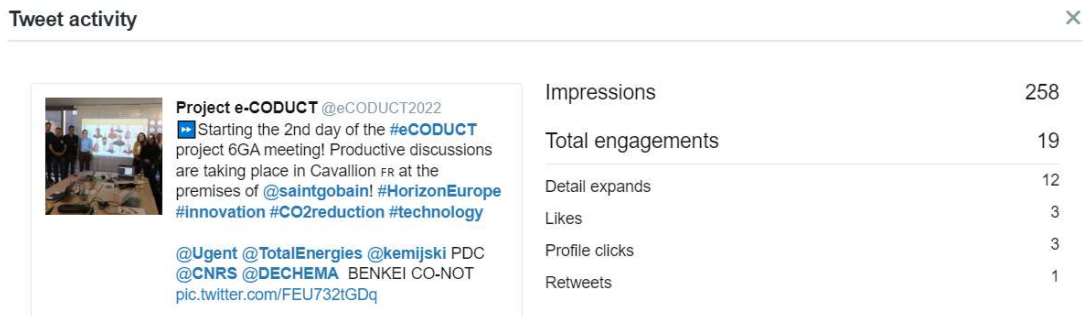 Tweet activity
Project e-CODUCT @eCODUCT2022
Starting the 2nd day of the #eCODUCT
project 6GA meeting! Productive discussions
are taking place in Cavallion FR at the
premises of @saintgobain! #HorizonEurope
#innovation #CO2reduction #technology
@Ugent @TotalEnergies @kemijski PDC
@CNRS @DECHEMA BENKEI CO-NOT
pic.twitter.com/FEU732tGDq
Impressions 258
Total engagements 19
Detail expands 12
Likes 3
Profile clicks 3
Retweets 1